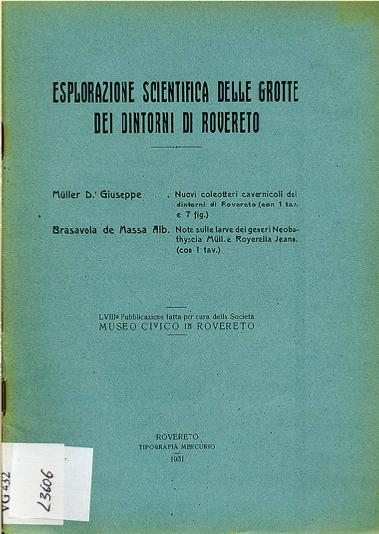 ESPLORAZIONE SCIENTIFICA DELLE GROTTE
DEI DINTORNI DI ROVERETO
Müller D.r Giuseppe . . . . Nuovi coleotteri cavernicoli dei
dintorni di Rovereto (con 1 tav.
e 7 fig.)
Brasavola de Massa Alb. Note sulle larve dei generi Neoba-
thyscia Müll. e Royerella Jeann.
(con 1 tav.)
LVIIIª Pubblicazione fatta per cura della Società
MUSEO CIVICO IN ROVERETO
ROVERETO
TIPOGRAFIA MERCURIO
1931
VG 432
L3606